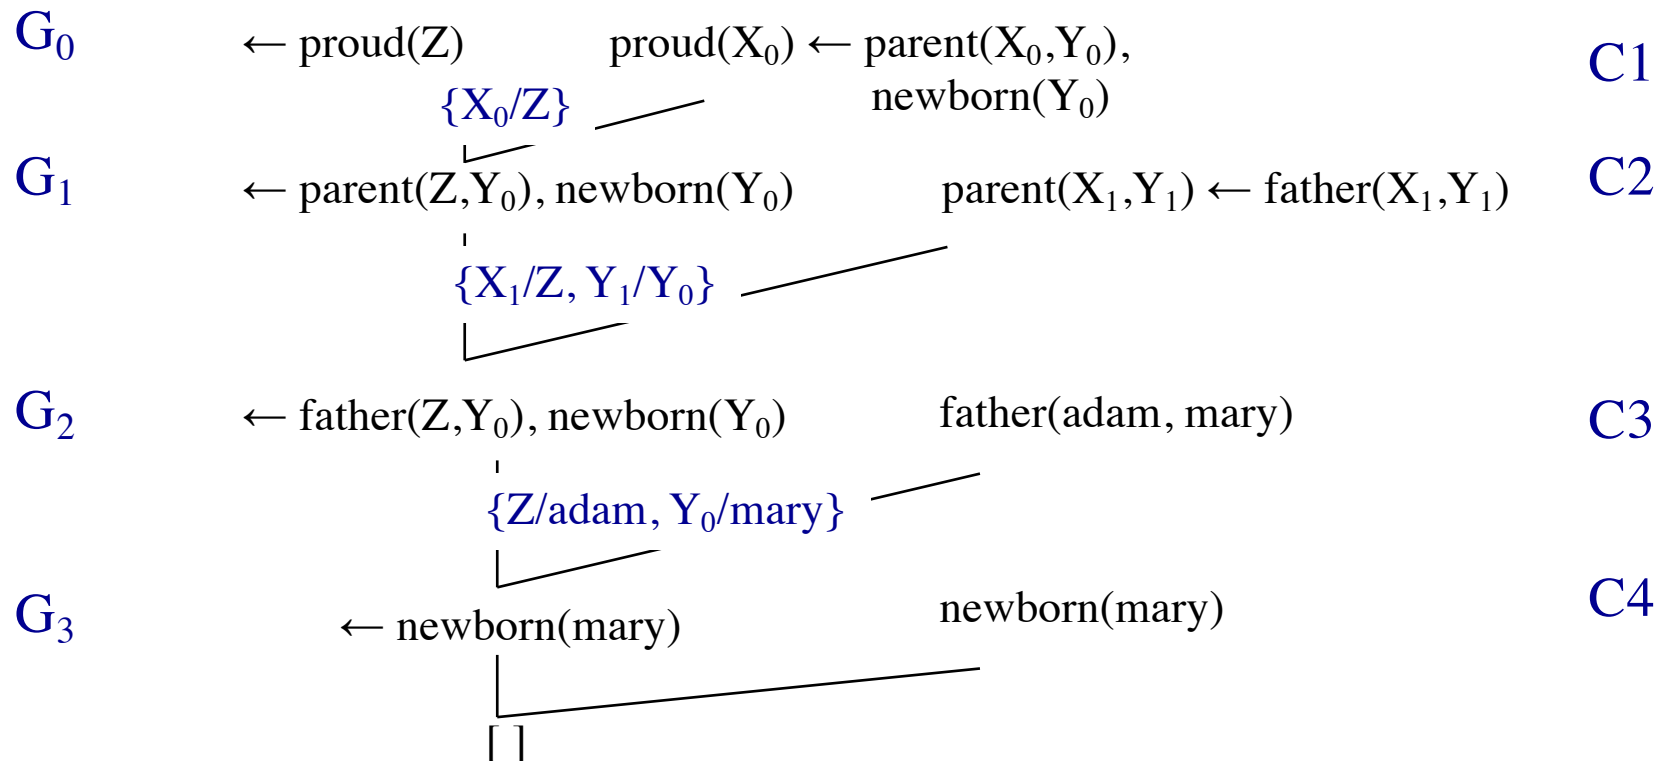 G₀ ← proud(Z) proud(X₀) ← parent(X₀,Y₀), C1
newborn(Y₀)
{X₀/Z}
G₁ ← parent(Z,Y₀), newborn(Y₀) parent(X₁,Y₁) ← father(X₁,Y₁) C2
{X₁/Z, Y₁/Y₀}
G₂ ← father(Z,Y₀), newborn(Y₀) father(adam, mary) C3
{Z/adam, Y₀/mary}
G₃ ← newborn(mary) newborn(mary) C4
[ ]